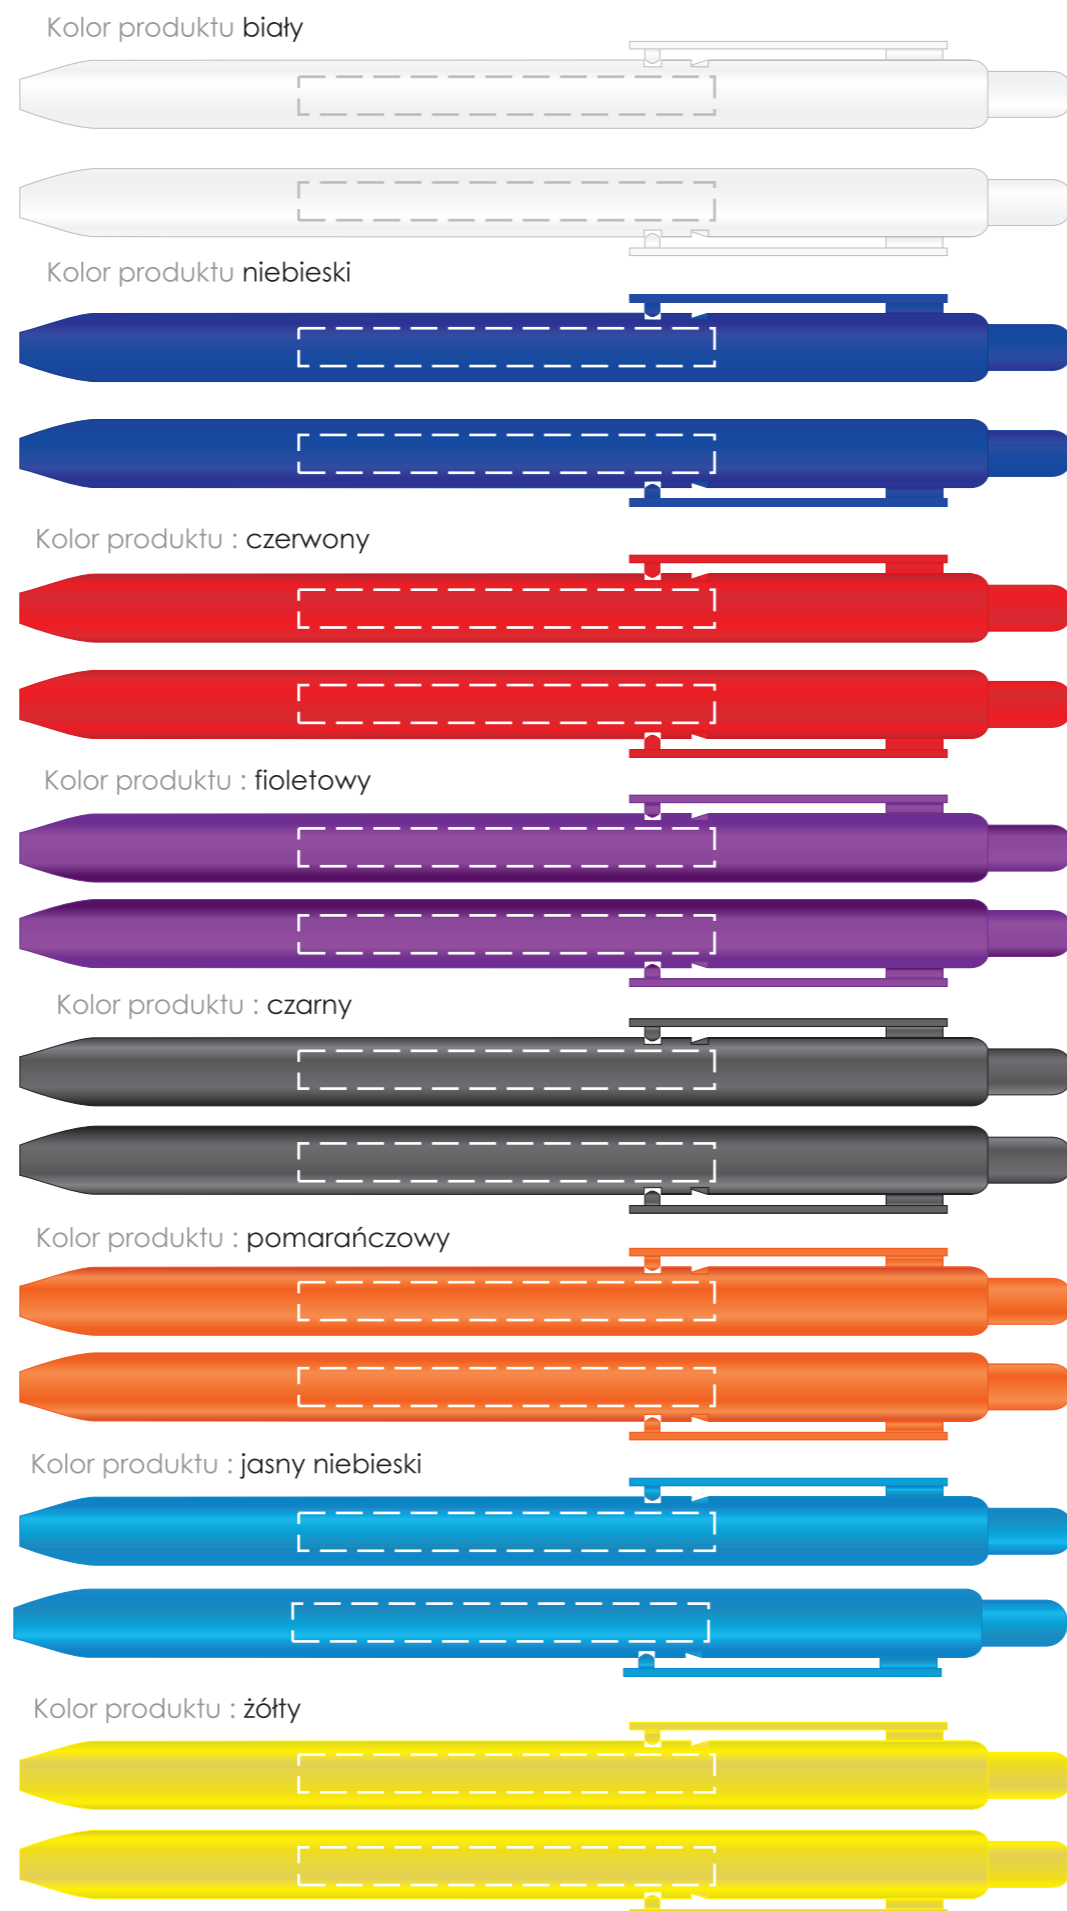 Kolor produktu biały
Kolor produktu niebieski
Kolor produktu : czerwony
Kolor produktu : fioletowy
Kolor produktu : czarny
Kolor produktu : pomarańczowy
Kolor produktu : jasny niebieski
Kolor produktu : żółty